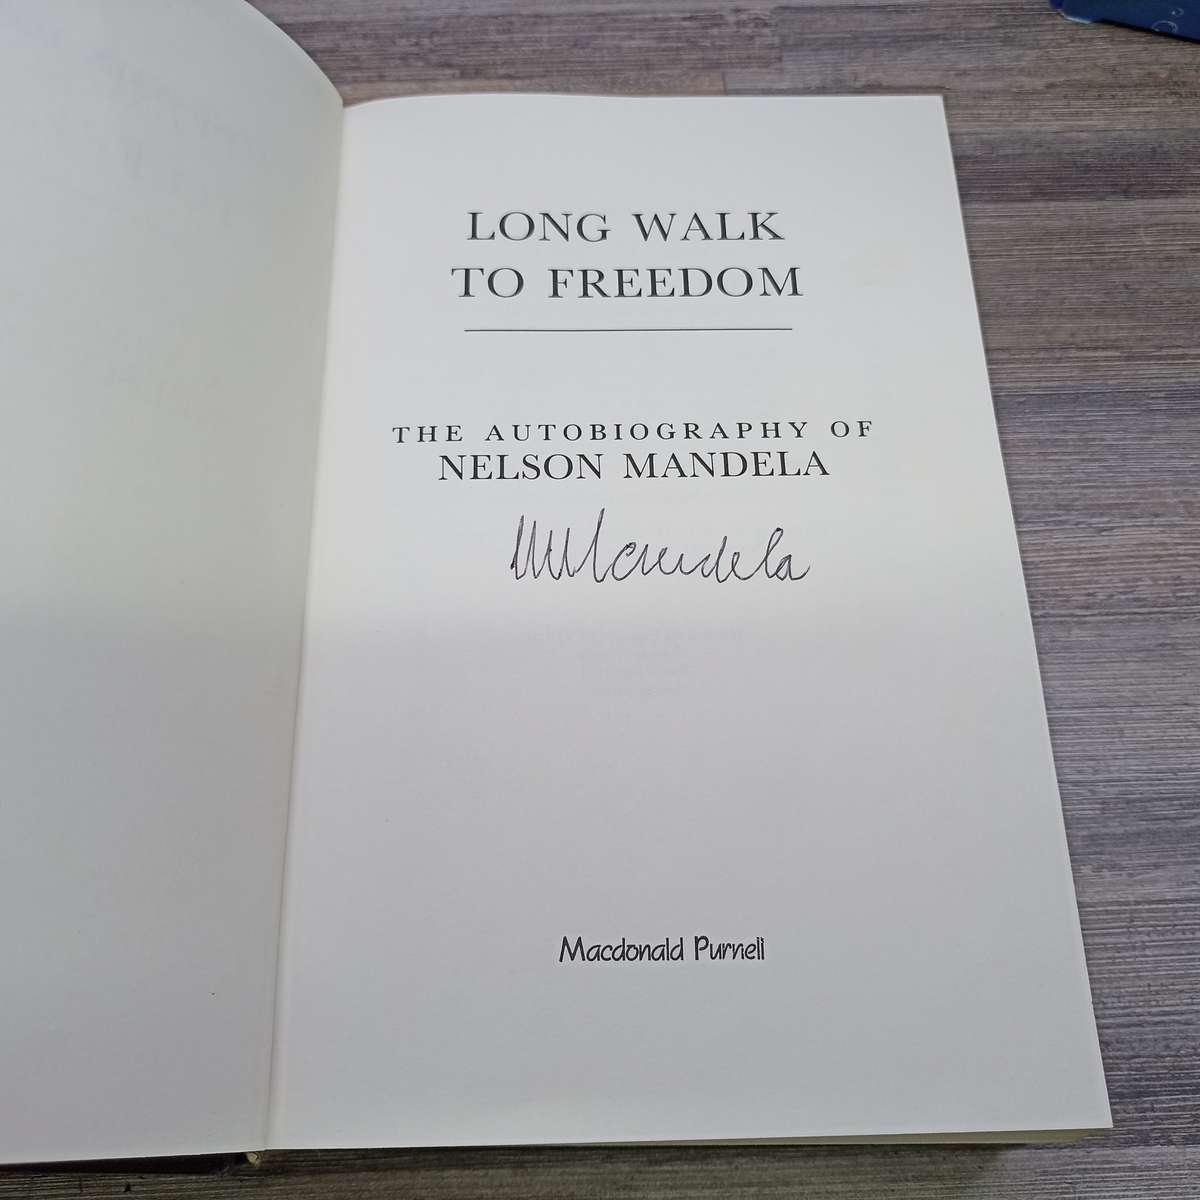 LONG WALK
TO FREEDOM
THE AUTOBIOGRAPHY OF
NELSON MANDELA
Mandela
Macdonald Purnell